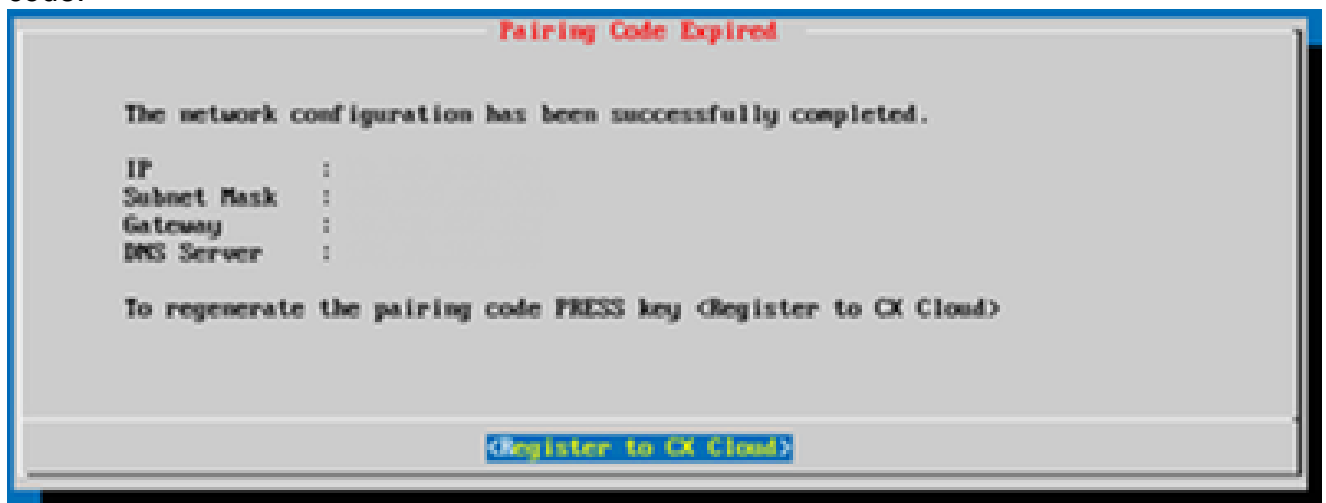 code.
Pairing Code Expired
The network configuration has been successfully completed.
IP :
Subnet Mask :
Gateway :
DNS Server :
To regenerate the pairing code PRESS key <Register to CX Cloud>
<Register to CX Cloud>